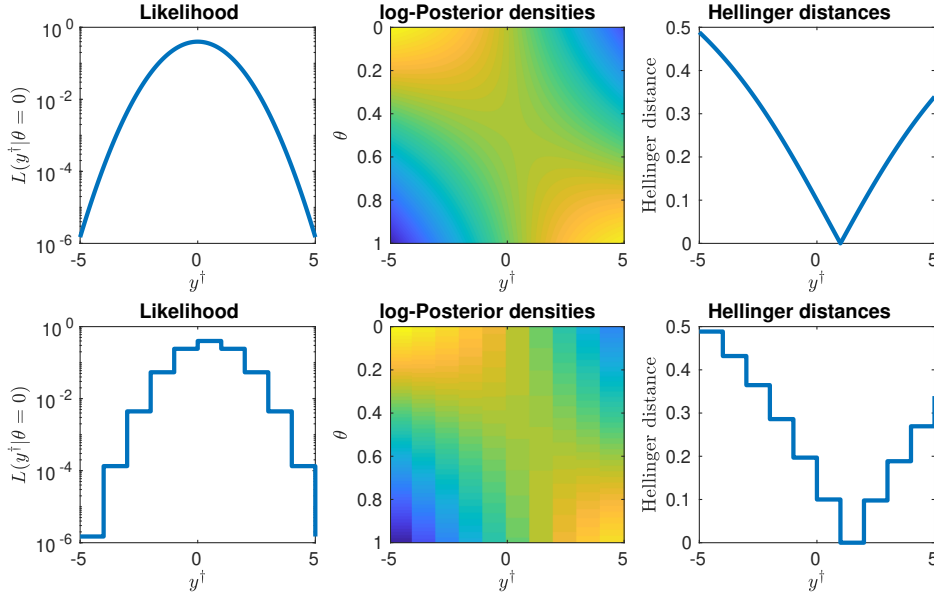 Likelihood
log-Posterior densities
Hellinger distances
10^0
10^-2
10^-4
10^-6
L(y^†|θ = 0)
-5
0
5
y^†
0
0.2
0.4
0.6
0.8
1
θ
-5
0
5
y^†
0.5
0.4
0.3
0.2
0.1
0
Hellinger distance
-5
0
5
y^†
Likelihood
log-Posterior densities
Hellinger distances
10^0
10^-2
10^-4
10^-6
L(y^†|θ = 0)
-5
0
5
y^†
0
0.2
0.4
0.6
0.8
1
θ
-5
0
5
y^†
0.5
0.4
0.3
0.2
0.1
0
Hellinger distance
-5
0
5
y^†